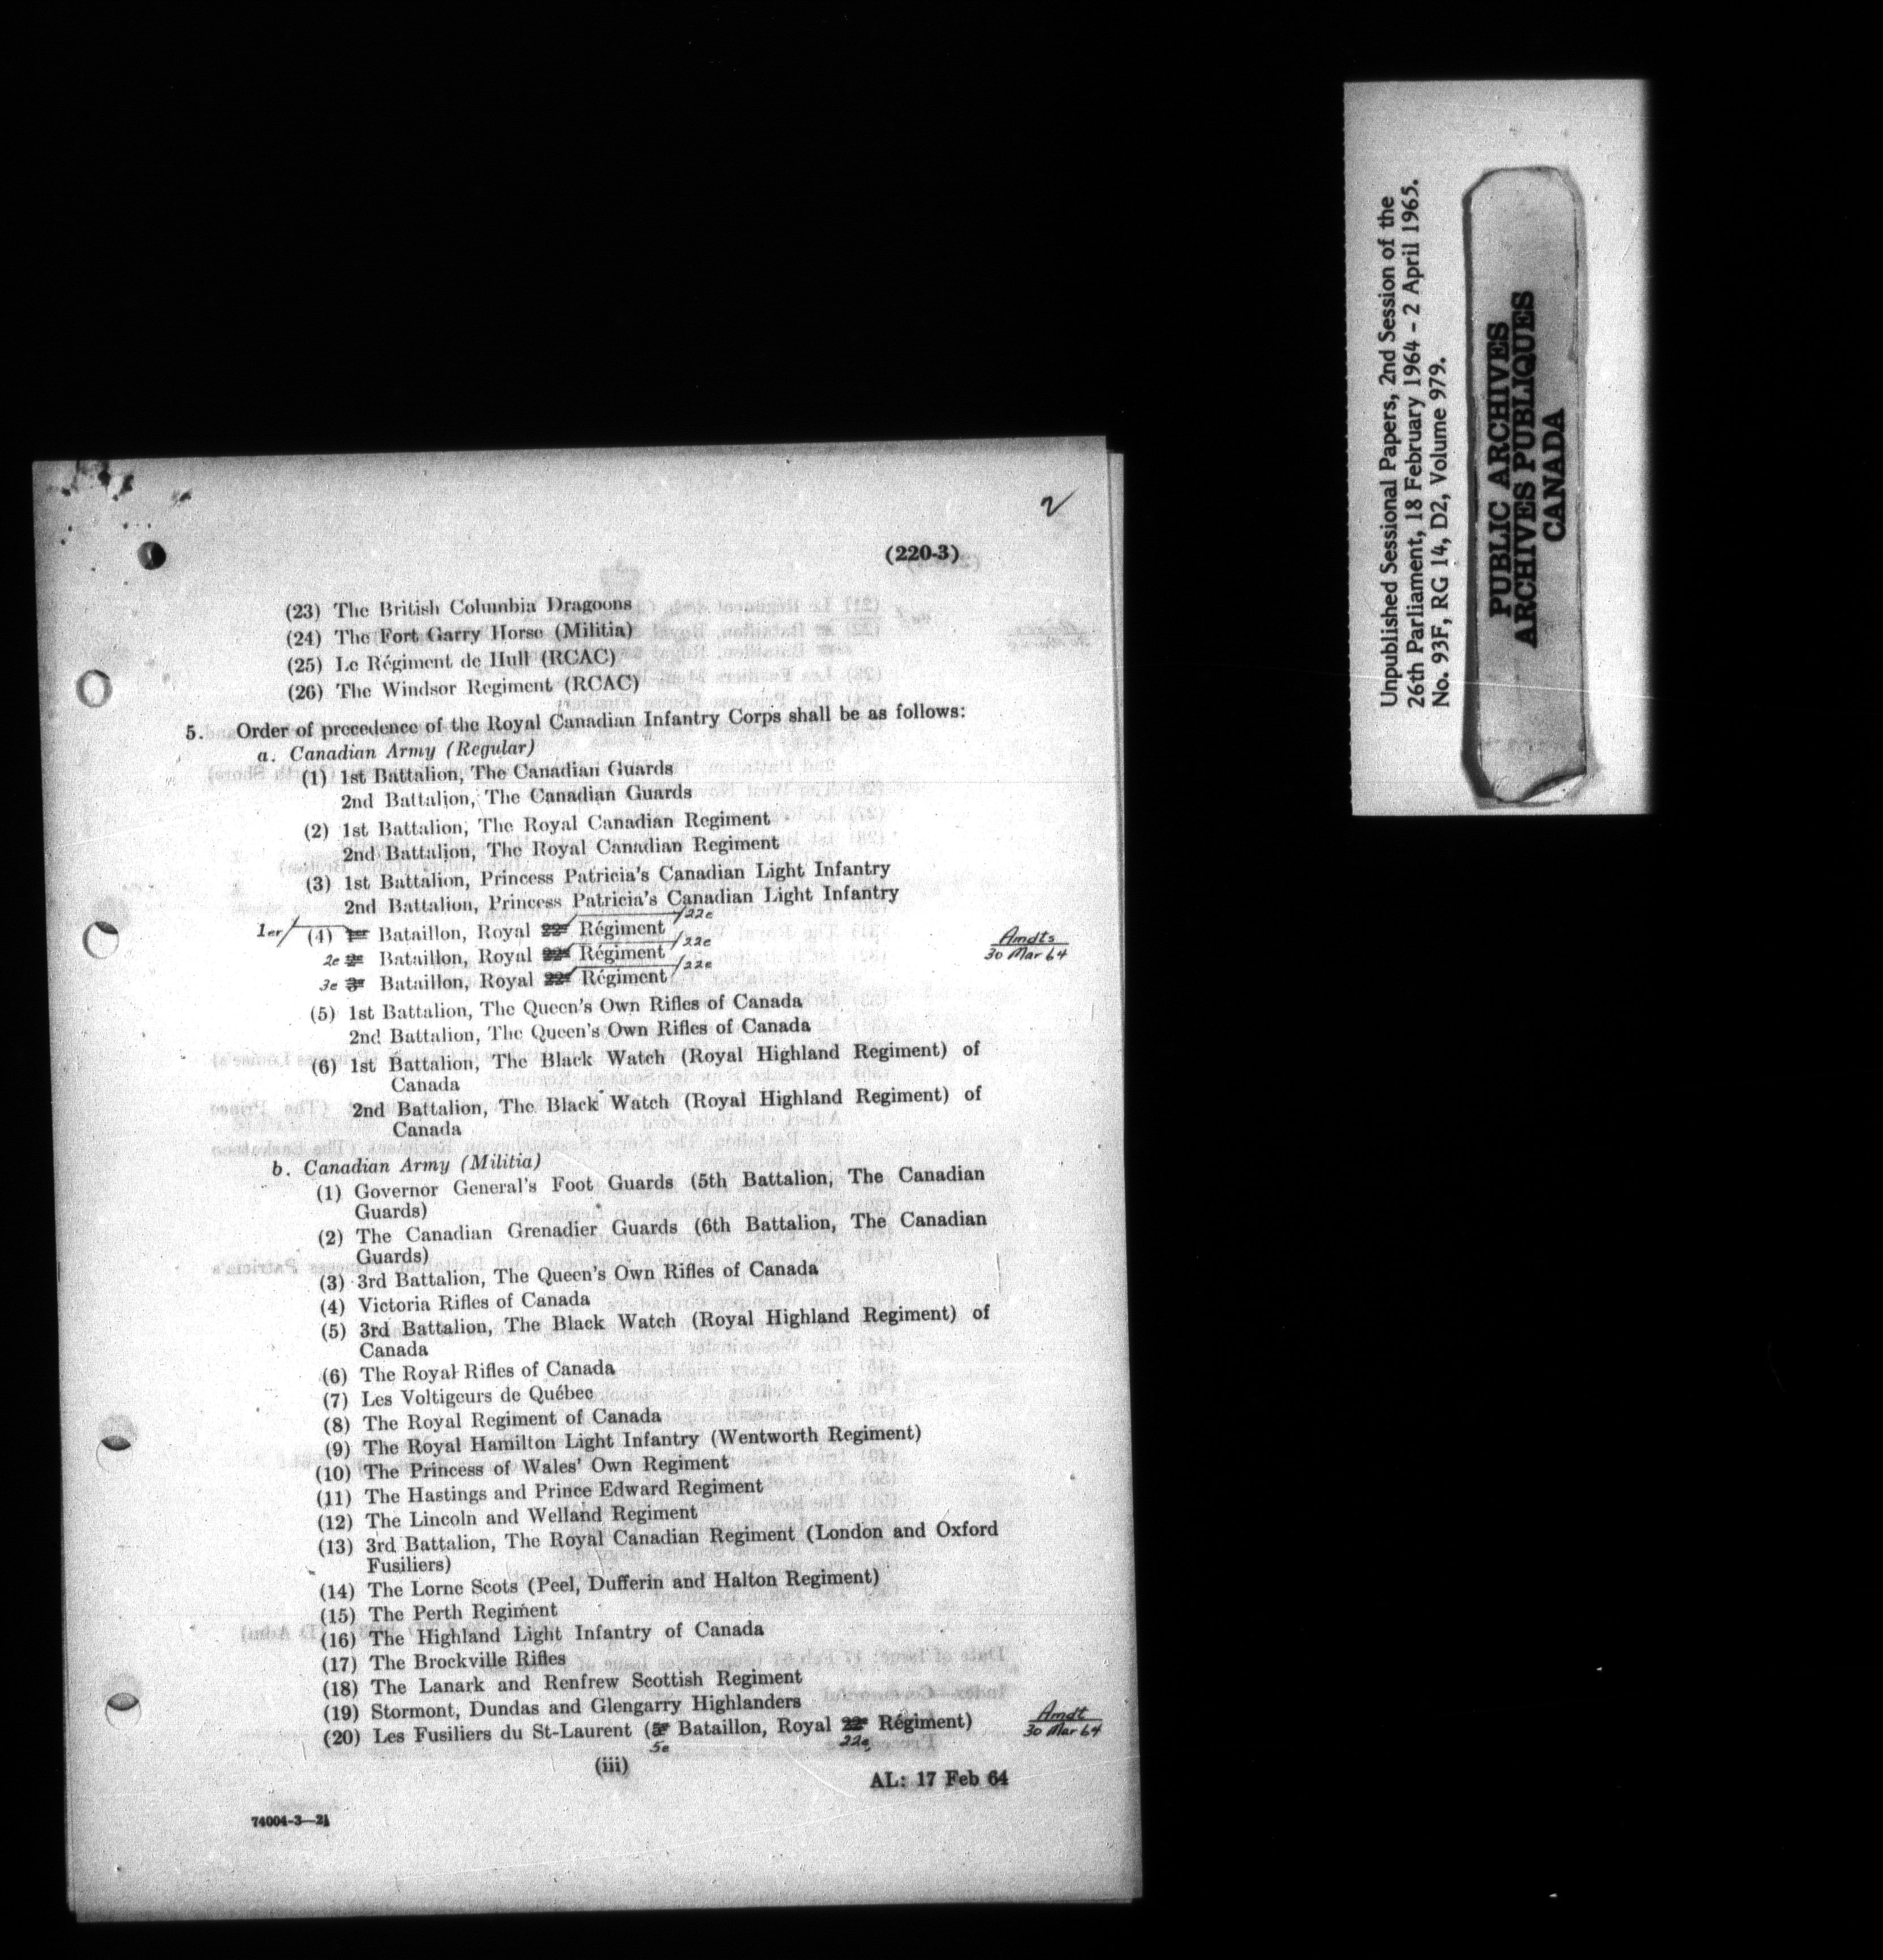 2
(220-3)
(23) The British Columbia Dragoons
(24) The Fort Garry Horse (Militia)
(25) Le Régiment de Hull (RCAC)
(26) The Windsor Regiment (RCAC)
5. Order of precedence of the Royal Canadian Infantry Corps shall be as follows:
a. Canadian Army (Regular)
(1) 1st Battalion, The Canadian Guards
2nd Battalion, The Canadian Guards
(2) 1st Battalion, The Royal Canadian Regiment
2nd Battalion, The Royal Canadian Regiment
(3) 1st Battalion, Princess Patricia's Canadian Light Infantry
2nd Battalion, Princess Patricia's Canadian Light Infantry
1er/ (4) Bataillon, Royal Régiment /22e
2e Bataillon, Royal Régiment /22e
3e Bataillon, Royal Régiment /22e
Amdts
30 Mar 64
(5) 1st Battalion, The Queen's Own Rifles of Canada
2nd Battalion, The Queen's Own Rifles of Canada
(6) 1st Battalion, The Black Watch (Royal Highland Regiment) of
Canada
2nd Battalion, The Black Watch (Royal Highland Regiment) of
Canada
b. Canadian Army (Militia)
(1) Governor General's Foot Guards (5th Battalion, The Canadian
Guards)
(2) The Canadian Grenadier Guards (6th Battalion, The Canadian
Guards)
(3) 3rd Battalion, The Queen's Own Rifles of Canada
(4) Victoria Rifles of Canada
(5) 3rd Battalion, The Black Watch (Royal Highland Regiment) of
Canada
(6) The Royal Rifles of Canada
(7) Les Voltigeurs de Québec
(8) The Royal Regiment of Canada
(9) The Royal Hamilton Light Infantry (Wentworth Regiment)
(10) The Princess of Wales' Own Regiment
(11) The Hastings and Prince Edward Regiment
(12) The Lincoln and Welland Regiment
(13) 3rd Battalion, The Royal Canadian Regiment (London and Oxford
Fusiliers)
(14) The Lorne Scots (Peel, Dufferin and Halton Regiment)
(15) The Perth Regiment
(16) The Highland Light Infantry of Canada
(17) The Brockville Rifles
(18) The Lanark and Renfrew Scottish Regiment
(19) Stormont, Dundas and Glengarry Highlanders
(20) Les Fusiliers du St-Laurent ( Bataillon, Royal Régiment)
5e 22e
Amdt
30 Mar 64
(iii)
AL: 17 Feb 64
74004-3—2½
Unpublished Sessional Papers, 2nd Session of the
26th Parliament, 18 February 1964 - 2 April 1965.
No. 93F, RG 14, D2, Volume 979.
PUBLIC ARCHIVES
ARCHIVES PUBLIQUES
CANADA